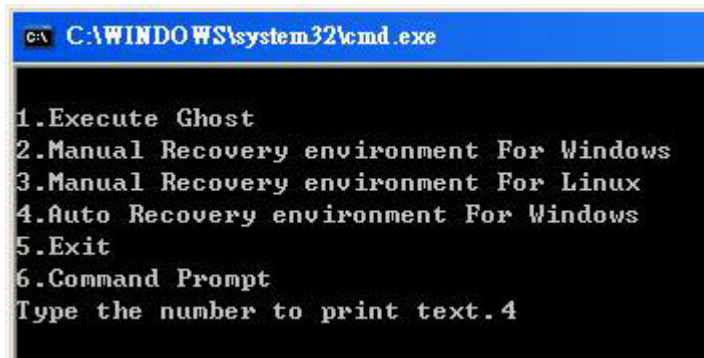 C:\WINDOWS\system32\cmd.exe
1.Execute Ghost
2.Manual Recovery environment For Windows
3.Manual Recovery environment For Linux
4.Auto Recovery environment For Windows
5.Exit
6.Command Prompt
Type the number to print text.4